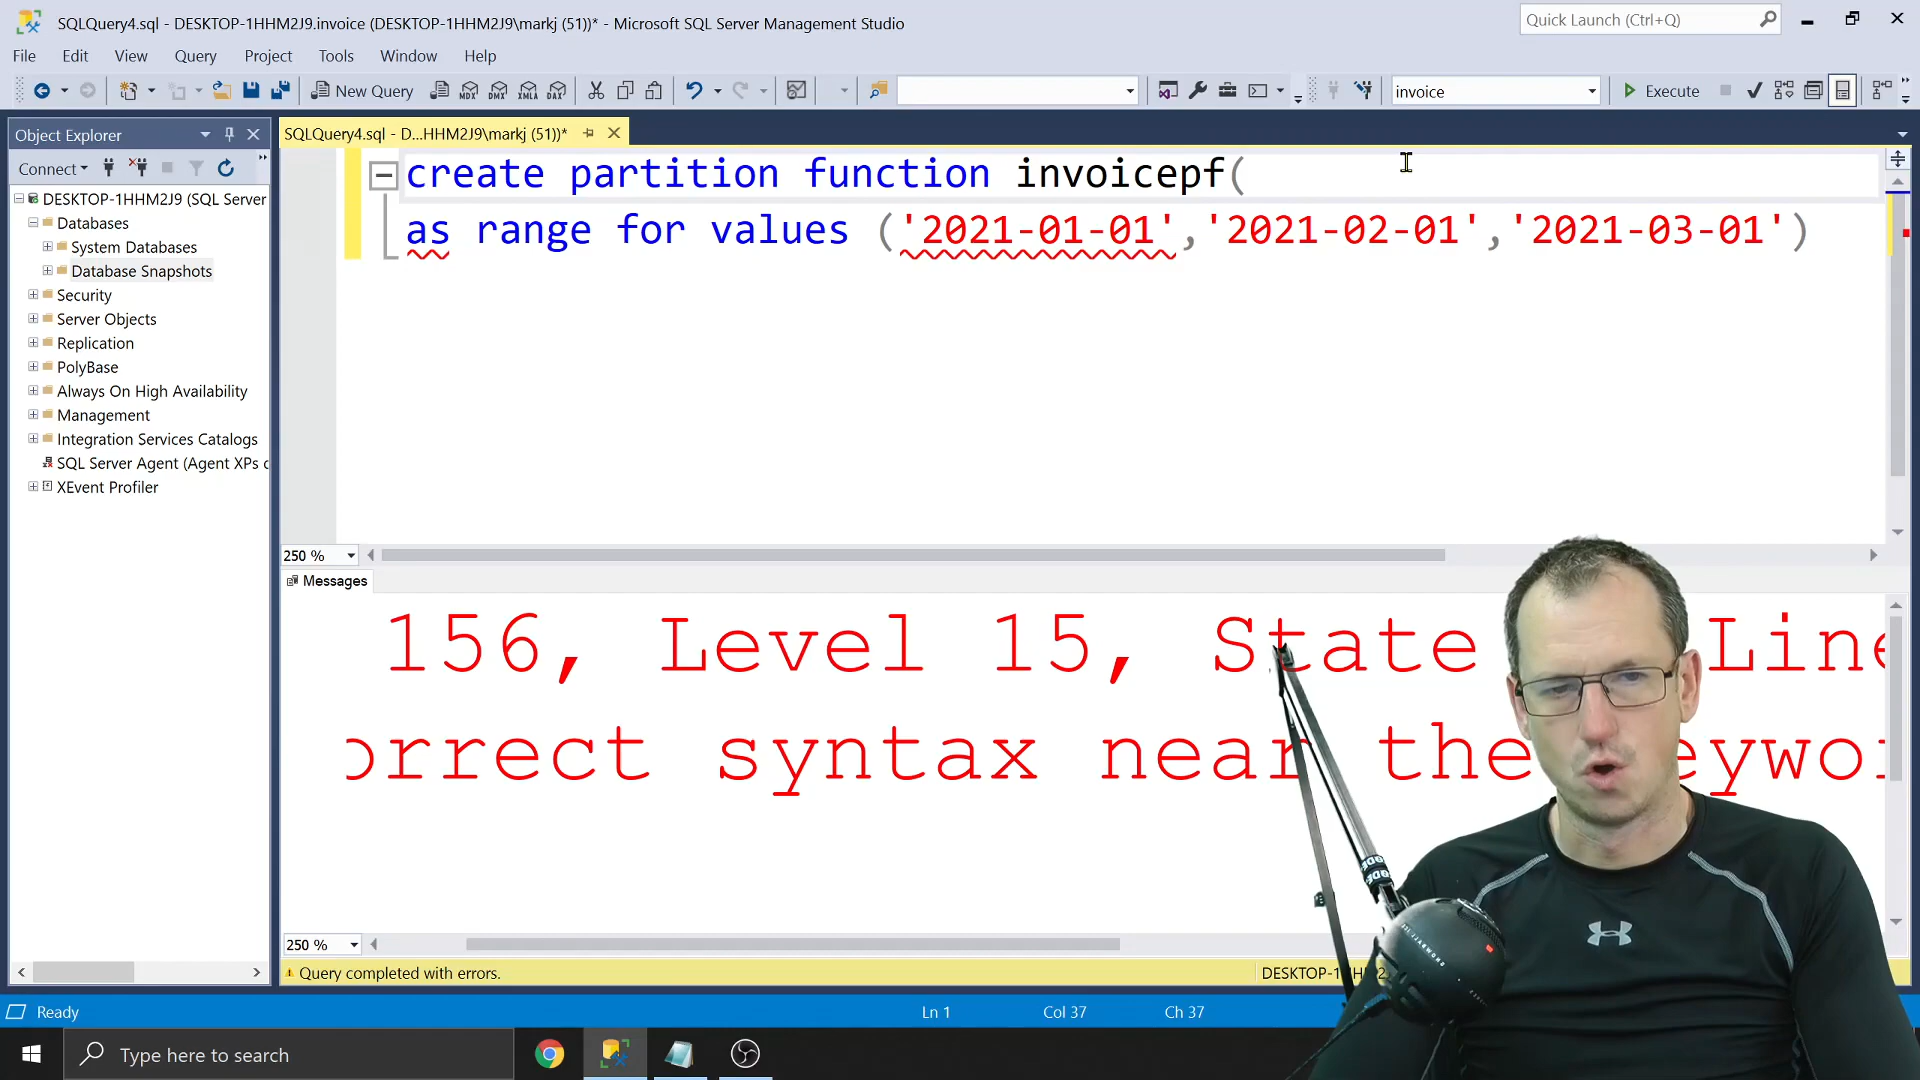 SQLQuery4.sql - DESKTOP-1HHM2J9.invoice (DESKTOP-1HHM2J9\markj (51))* - Microsoft SQL Server Management Studio
Quick Launch (Ctrl+Q)
File Edit View Query Project Tools Window Help
New Query
MDX DMX XMLA DAX
invoice
Execute
Object Explorer
SQLQuery4.sql - D...HHM2J9\markj (51))*
Connect
DESKTOP-1HHM2J9 (SQL Server
Databases
System Databases
Database Snapshots
Security
Server Objects
Replication
PolyBase
Always On High Availability
Management
Integration Services Catalogs
SQL Server Agent (Agent XPs
XEvent Profiler
create partition function invoicepf(
as range for values ('2021-01-01','2021-02-01','2021-03-01')
250 %
Messages
156, Level 15, State Line
orrect syntax near the
250 %
Query completed with errors.
Ready
Ln 1
Col 37
Ch 37
Type here to search